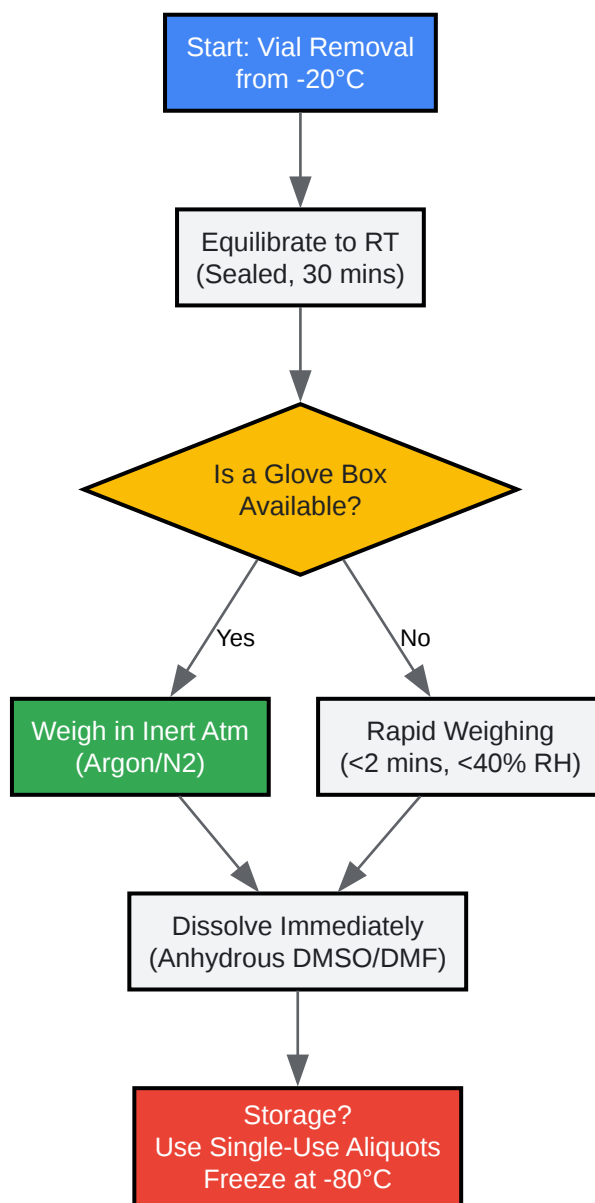 Start: Vial Removal
from -20°C
Equilibrate to RT
(Sealed, 30 mins)
Is a Glove Box
Available?
Yes
No
Weigh in Inert Atm
(Argon/N2)
Rapid Weighing
(<2 mins, <40% RH)
Dissolve Immediately
(Anhydrous DMSO/DMF)
Storage?
Use Single-Use Aliquots
Freeze at -80°C